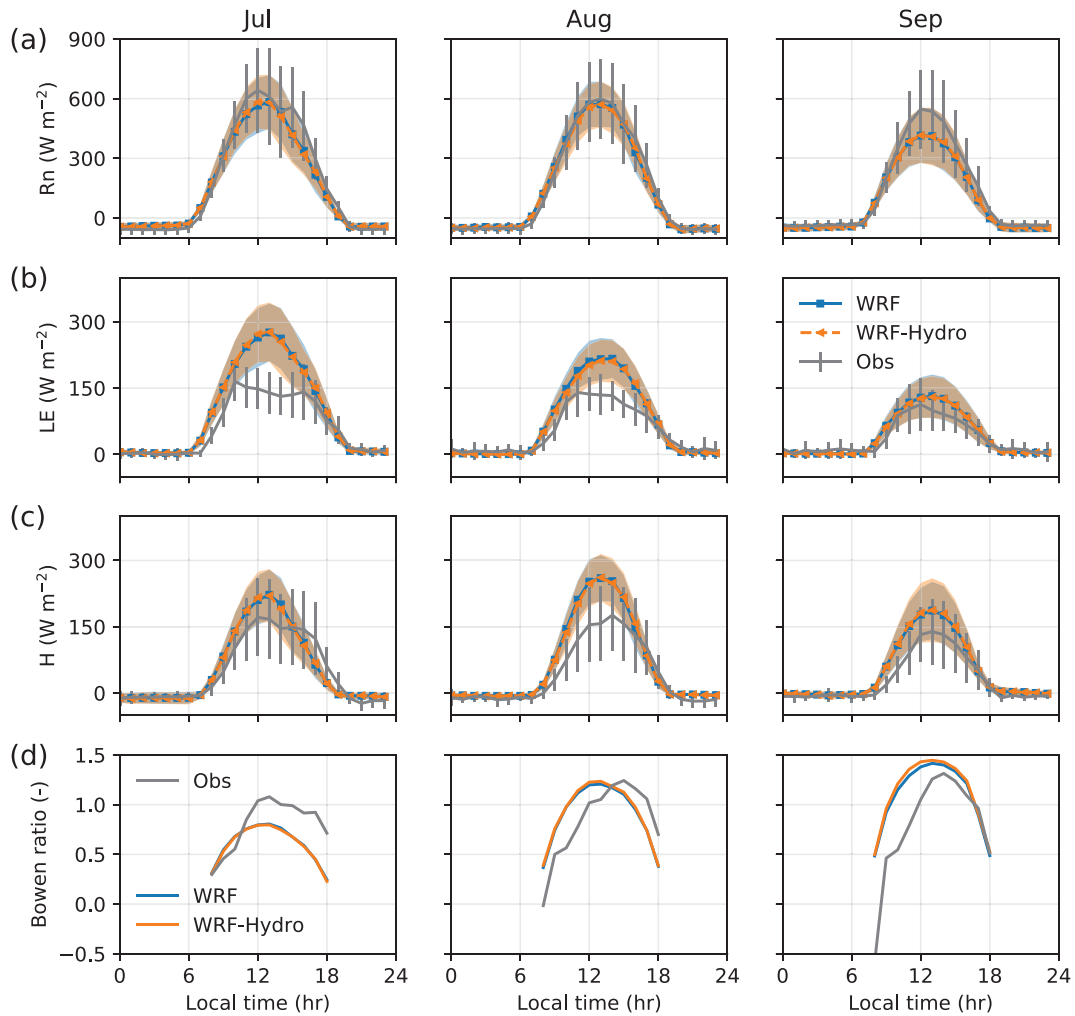 Jul Aug Sep
(a)
Rn (W m−2)
900
600
300
0
(b)
LE (W m−2)
300
150
0
WRF
WRF-Hydro
Obs
(c)
H (W m−2)
300
150
0
(d)
Bowen ratio (-)
1.5
1.0
0.5
0.0
−0.5
Obs
WRF
WRF-Hydro
0 6 12 18 24 0 6 12 18 24 0 6 12 18 24
Local time (hr) Local time (hr) Local time (hr)